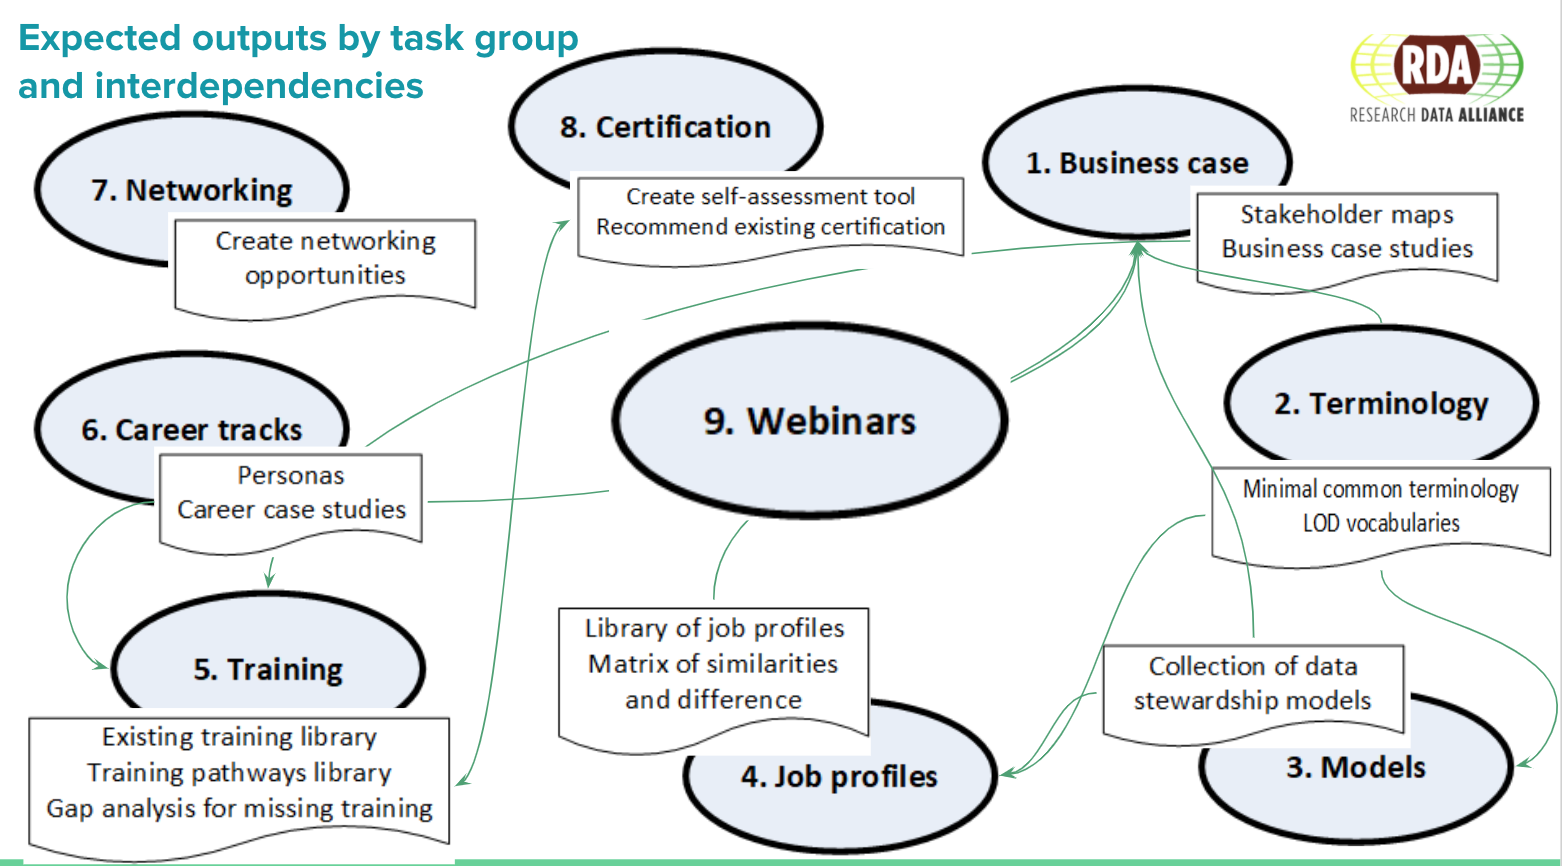 Expected outputs by task group
and interdependencies
RDA
RESEARCH DATA ALLIANCE
8. Certification
Create self-assessment tool
Recommend existing certification
1. Business case
Stakeholder maps
Business case studies
7. Networking
Create networking
opportunities
9. Webinars
2. Terminology
Minimal common terminology
LOD vocabularies
6. Career tracks
Personas
Career case studies
5. Training
Existing training library
Training pathways library
Gap analysis for missing training
Library of job profiles
Matrix of similarities
and difference
4. Job profiles
Collection of data
stewardship models
3. Models